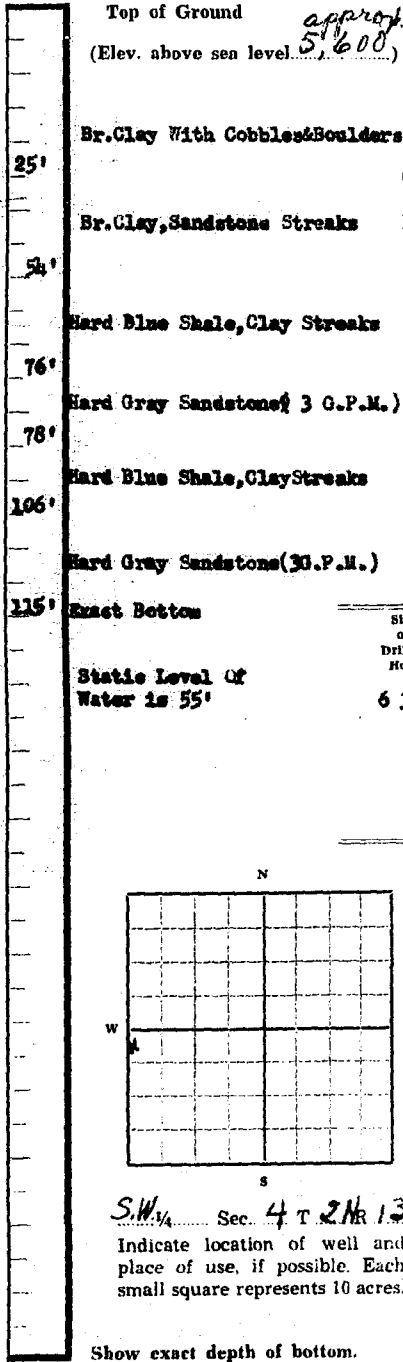 Top of Ground
approx.
(Elev. above sea level 5,600)
Br.Clay With Cobbles&Boulders
25'
Br.Clay,Sandstone Streaks
54'
Hard Blue Shale,Clay Streaks
76'
Hard Gray Sandstone( 3 G.P.M.)
78'
Hard Blue Shale,ClayStreaks
106'
Hard Gray Sandstone(3G.P.M.)
115' Exact Bottom
Static Level Of
Water is 55'
6
N
W
S
S.W. 1/4 Sec. 4 T 2N R 13
Indicate location of well and
place of use, if possible. Each
small square represents 10 acres.
Show exact depth of bottom.